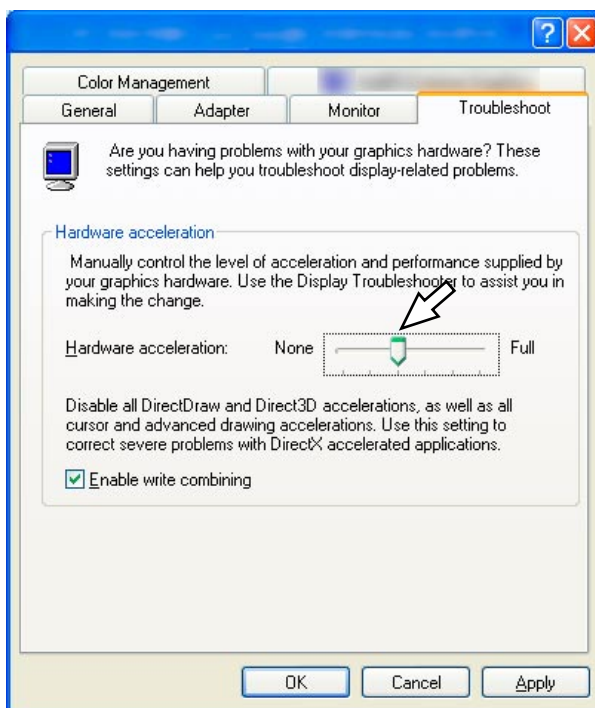 Color Management
General Adapter Monitor Troubleshoot
Are you having problems with your graphics hardware? These
settings can help you troubleshoot display-related problems.
Hardware acceleration
Manually control the level of acceleration and performance supplied by
your graphics hardware. Use the Display Troubleshooter to assist you in
making the change.
Hardware acceleration: None Full
Disable all DirectDraw and Direct3D accelerations, as well as all
cursor and advanced drawing accelerations. Use this setting to
correct severe problems with DirectX accelerated applications.
Enable write combining
OK Cancel Apply